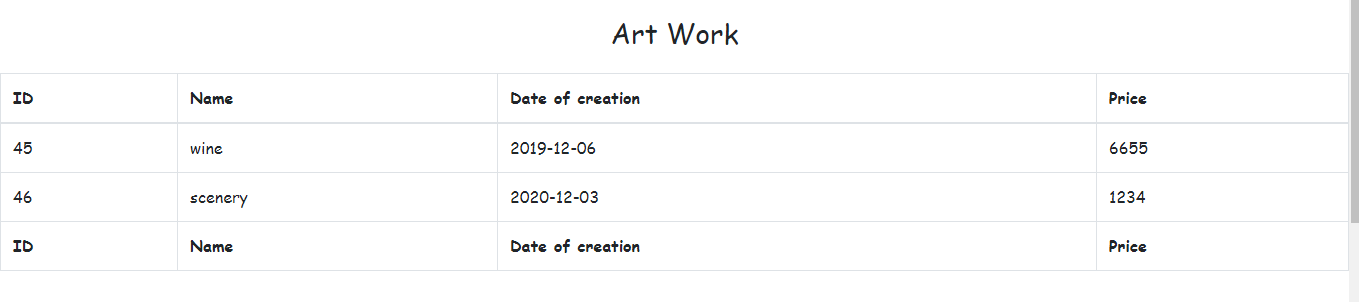 Art Work
ID Name Date of creation Price
45 wine 2019-12-06 6655
46 scenery 2020-12-03 1234
ID Name Date of creation Price